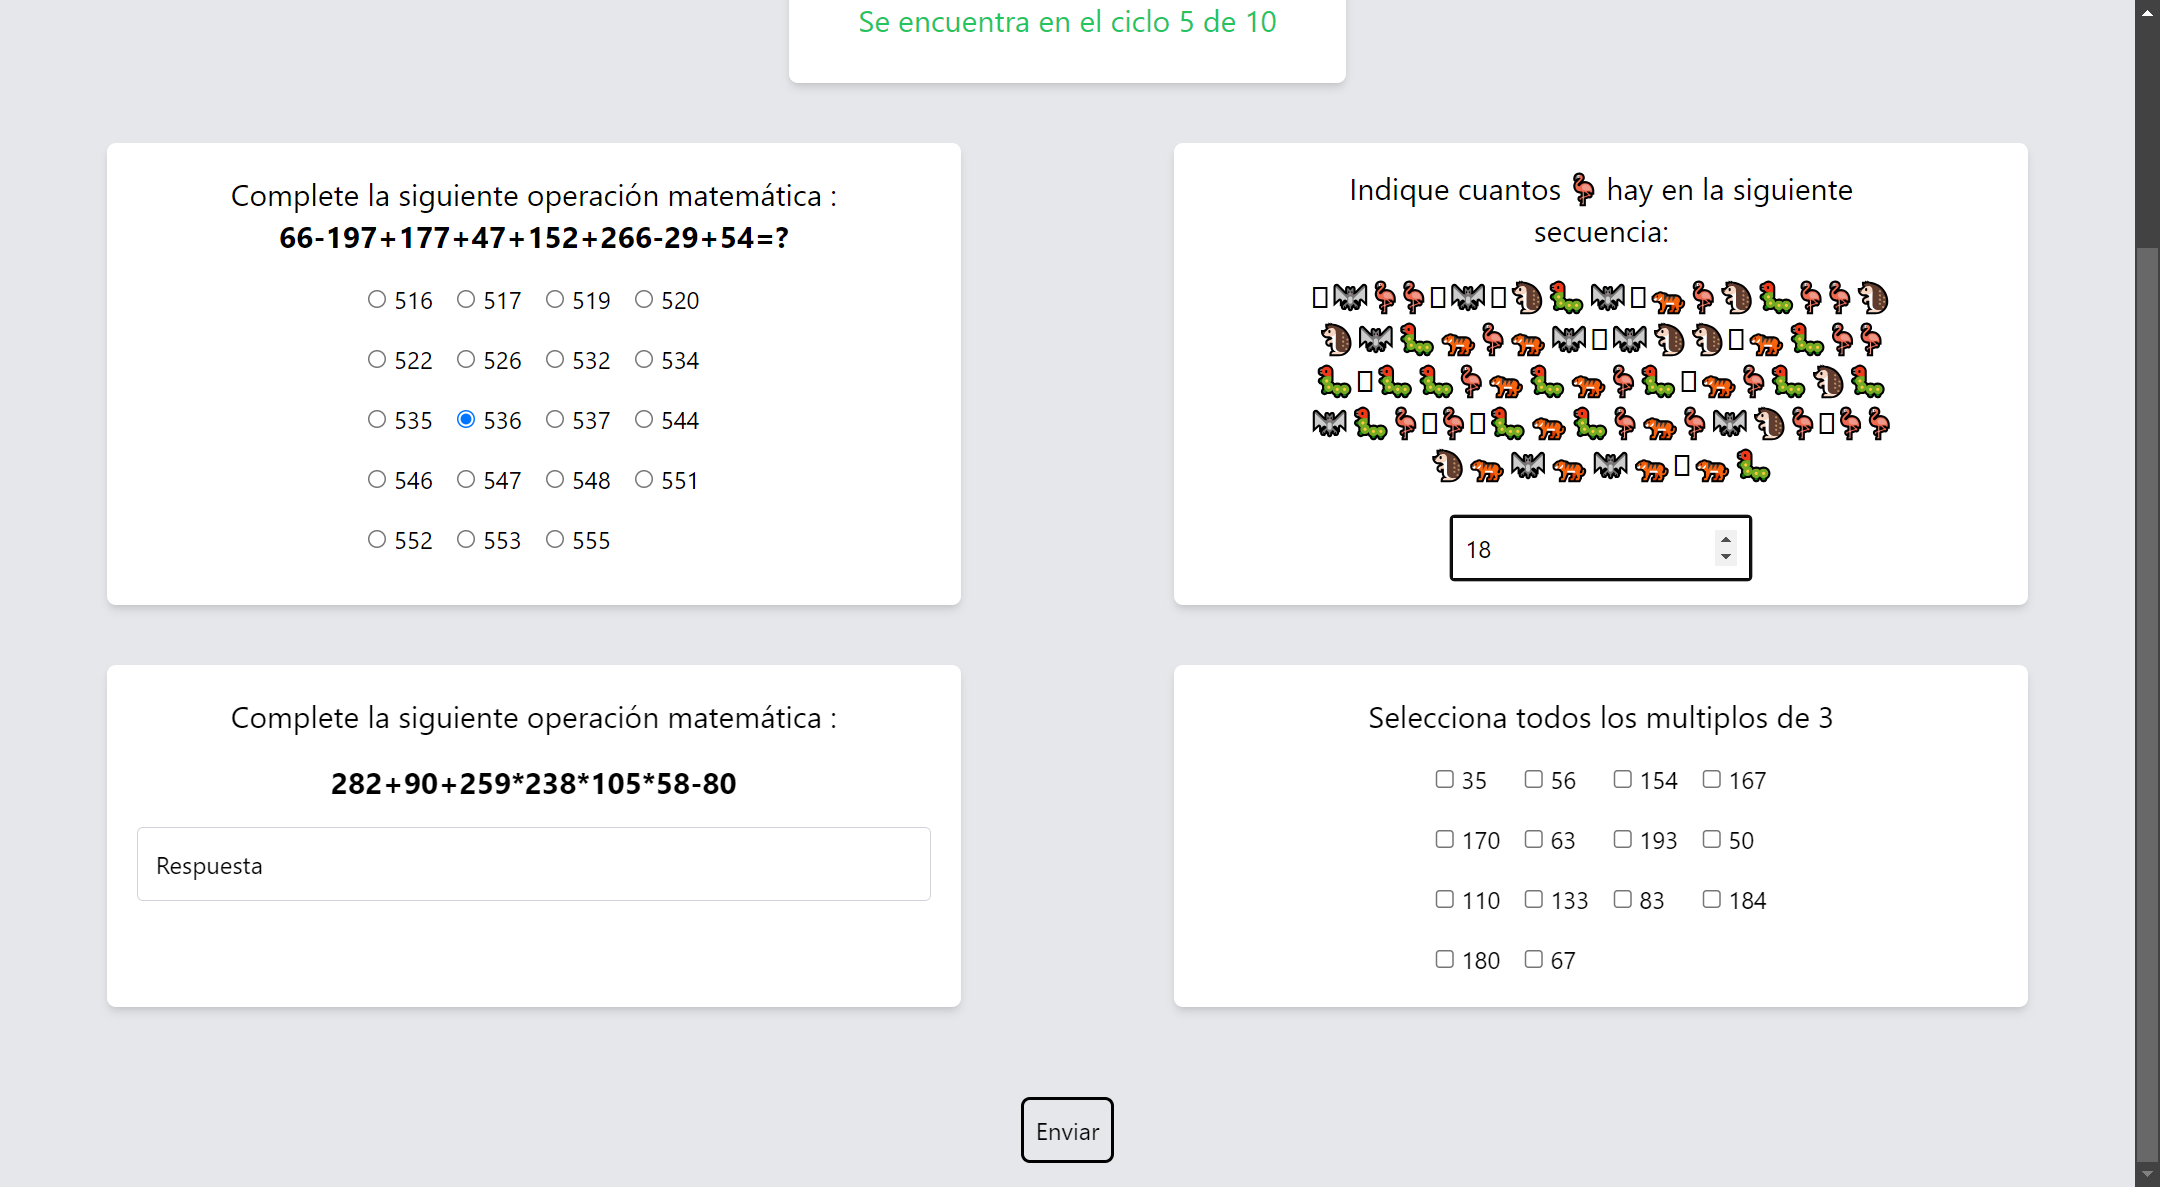 Se encuentra en el ciclo 5 de 10
Complete la siguiente operación matemática :
66-197+177+47+152+266-29+54=?
516 517 519 520
522 526 532 534
535 536 537 544
546 547 548 551
552 553 555
Indique cuantos 🦩 hay en la siguiente
secuencia:
18
Complete la siguiente operación matemática :
282+90+259*238*105*58-80
Respuesta
Selecciona todos los multiplos de 3
35 56 154 167
170 63 193 50
110 133 83 184
180 67
Enviar